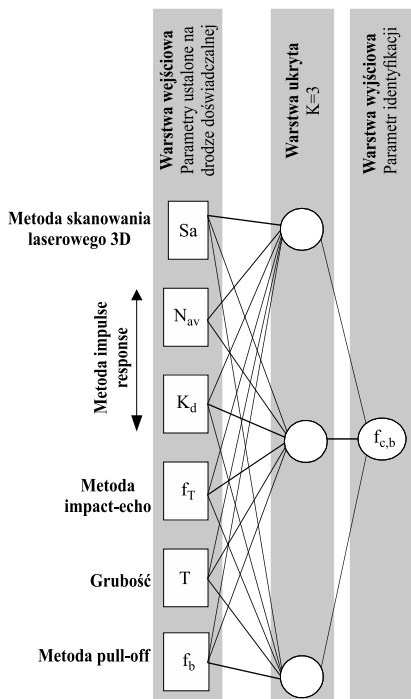 Warstwa wejściowa
Parametry ustalone na
drodze doświadczalnej
Warstwa ukryta
K=3
Warstwa wyjściowa
Parametr identyfikacji
Metoda skanowania
laserowego 3D
Sa
Metoda impulse
response
Nav
Kd
Metoda
impact-echo
fT
Grubość
T
Metoda pull-off
fb
fc,b